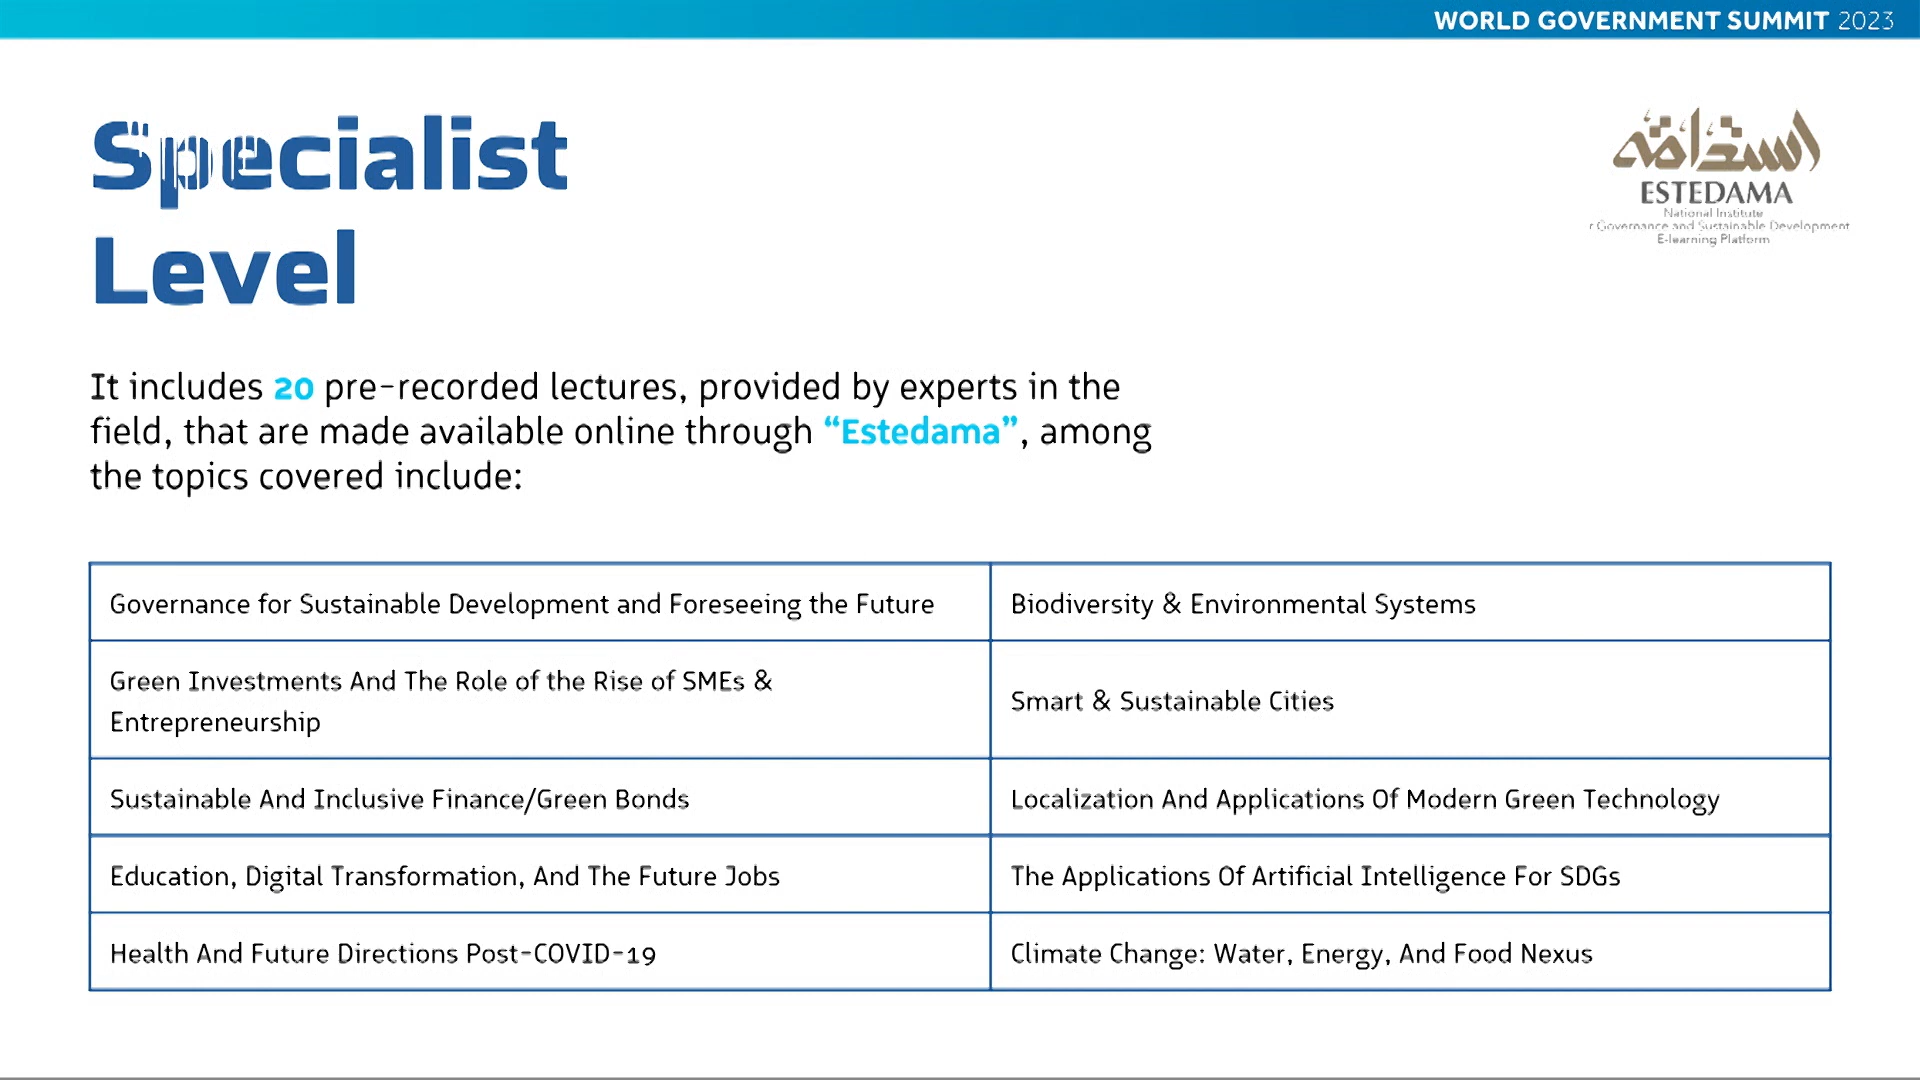 WORLD GOVERNMENT SUMMIT 2023
Specialist
Level
استدامة
ESTEDAMA
National Institute
r Governance and Sustainable Development
E-learning Platform
It includes 20 pre-recorded lectures, provided by experts in the
field, that are made available online through “Estedama”, among
the topics covered include:
Governance for Sustainable Development and Foreseeing the Future
Biodiversity & Environmental Systems
Green Investments And The Role of the Rise of SMEs &
Entrepreneurship
Smart & Sustainable Cities
Sustainable And Inclusive Finance/Green Bonds
Localization And Applications Of Modern Green Technology
Education, Digital Transformation, And The Future Jobs
The Applications Of Artificial Intelligence For SDGs
Health And Future Directions Post-COVID-19
Climate Change: Water, Energy, And Food Nexus